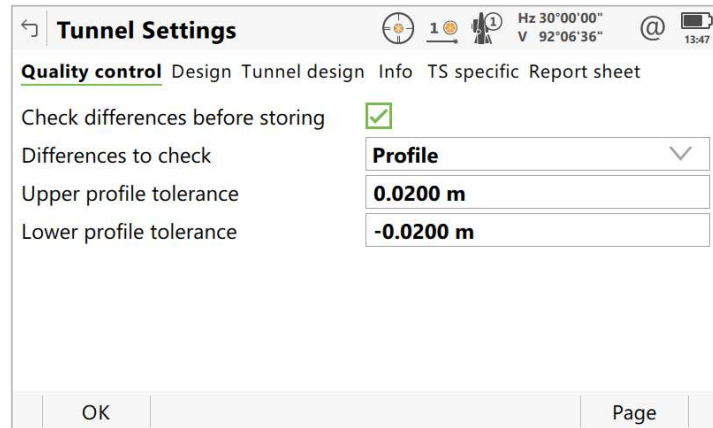 Tunnel Settings
1
1
Hz 30°00'00"
V 92°06'36"
@
13:47
Quality control Design Tunnel design Info TS specific Report sheet
Check differences before storing
Differences to check Profile
Upper profile tolerance 0.0200 m
Lower profile tolerance -0.0200 m
OK Page